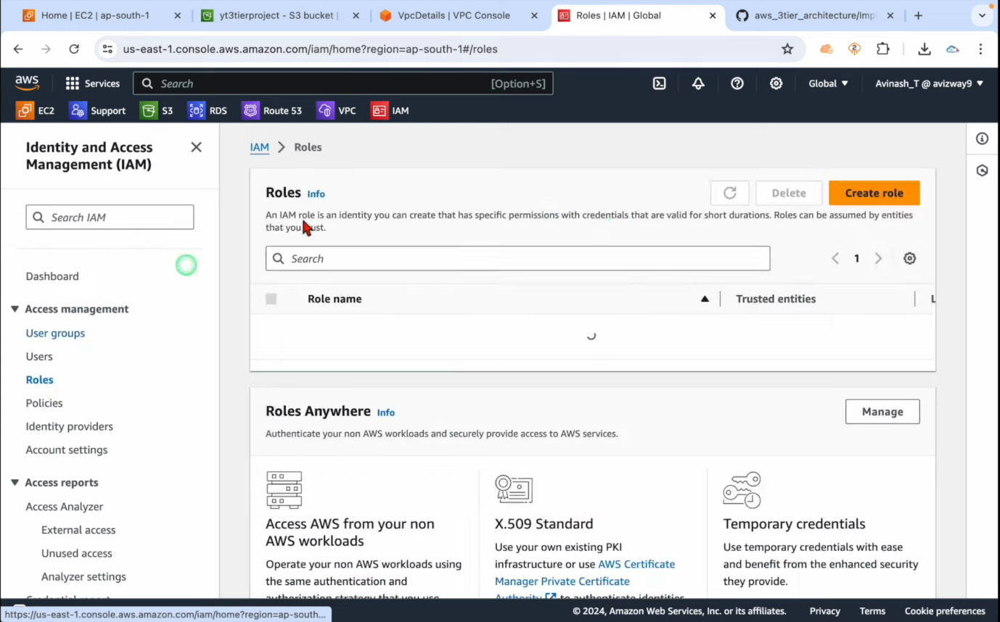 Home | EC2 | ap-south-1
yt3tierproject - S3 bucket |
VpcDetails | VPC Console
Roles | IAM | Global
aws_3tier_architecture/Imp
us-east-1.console.aws.amazon.com/iam/home?region=ap-south-1#/roles
aws
Services
Search
[Option+S]
Global
Avinash_T @ avizway9
EC2
Support
S3
RDS
Route 53
VPC
IAM
Identity and Access
Management (IAM)
Search IAM
Dashboard
Access management
User groups
Users
Roles
Policies
Identity providers
Account settings
Access reports
Access Analyzer
External access
Unused access
Analyzer settings
IAM
Roles
Roles Info
Delete
Create role
An IAM role is an identity you can create that has specific permissions with credentials that are valid for short durations. Roles can be assumed by entities
that you
Search
1
Role name
Trusted entities
L
Roles Anywhere Info
Manage
Authenticate your non AWS workloads and securely provide access to AWS services.
Access AWS from your non
AWS workloads
Operate your non AWS workloads using
the same authentication and
authorization strategy that you use
X.509 Standard
Use your own existing PKI
infrastructure or use AWS Certificate
Manager Private Certificate
Authority to authenticate identities
Temporary credentials
Use temporary credentials with ease
and benefit from the enhanced security
they provide.
https://us-east-1.console.aws.amazon.com/iam/home?region=ap-south...
© 2024, Amazon Web Services, Inc. or its affiliates.
Privacy
Terms
Cookie preferences